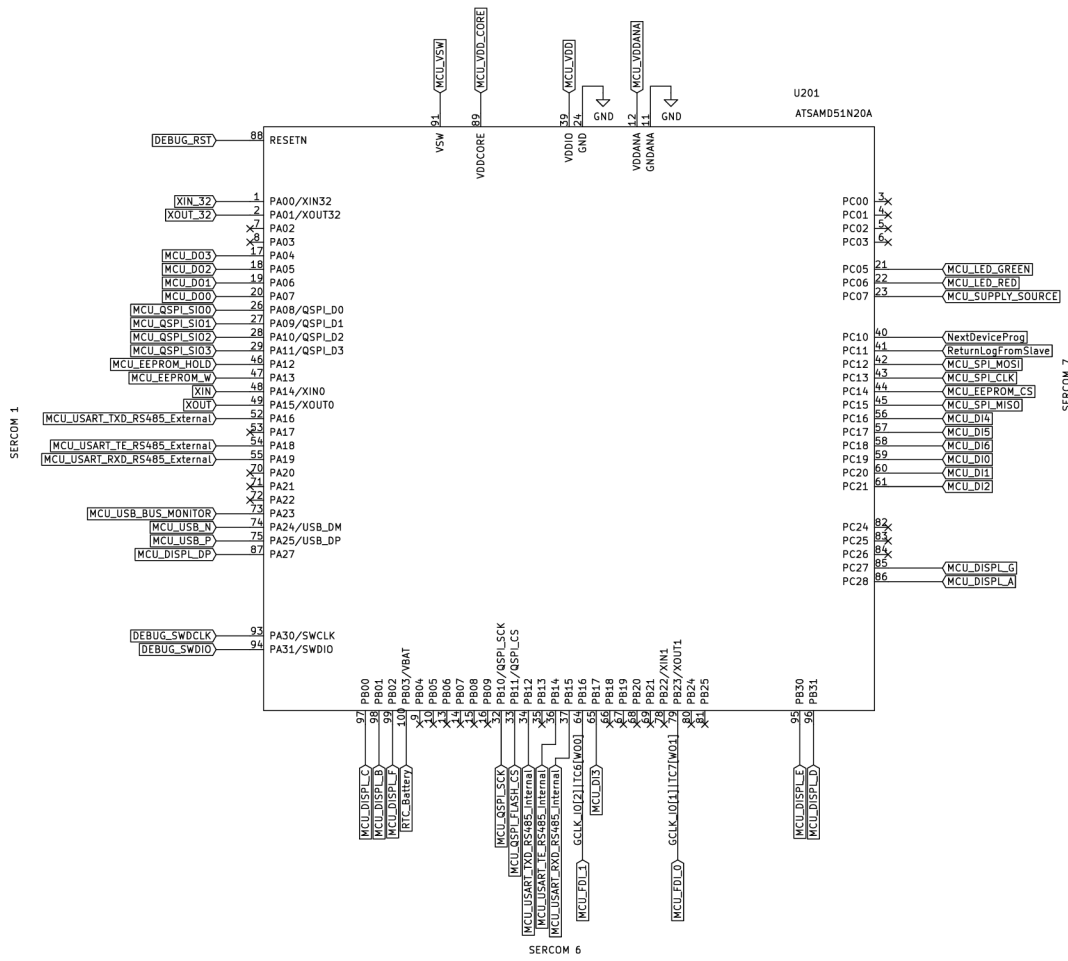 MCU_VSW
MCU_VDD_CORE
MCU_VDD
MCU_VDDANA
GND
GND
U201
ATSAMD51N20A
91 VSW
89 VDDCORE
39 VDDIO
24 GND
12 VDDANA
11 GNDANA
DEBUG_RST 88 RESETN
XIN_32 1 PA00/XIN32
XOUT_32 2 PA01/XOUT32
7 PA02
8 PA03
MCU_DO3 17 PA04
MCU_DO2 18 PA05
MCU_DO1 19 PA06
MCU_DO0 20 PA07
MCU_QSPI_SIO0 26 PA08/QSPI_D0
MCU_QSPI_SIO1 27 PA09/QSPI_D1
MCU_QSPI_SIO2 28 PA10/QSPI_D2
MCU_QSPI_SIO3 29 PA11/QSPI_D3
MCU_EEPROM_HOLD 46 PA12
MCU_EEPROM_W 47 PA13
XIN 48 PA14/XIN0
XOUT 49 PA15/XOUT0
MCU_USART_TXD_RS485_External 52 PA16
53 PA17
MCU_USART_TE_RS485_External 54 PA18
MCU_USART_RXD_RS485_External 55 PA19
70 PA20
71 PA21
72 PA22
MCU_USB_BUS_MONITOR 73 PA23
MCU_USB_N 74 PA24/USB_DM
MCU_USB_P 75 PA25/USB_DP
MCU_DISPL_DP 87 PA27
DEBUG_SWDCLK 93 PA30/SWCLK
DEBUG_SWDIO 94 PA31/SWDIO
SERCOM 1
PC00 3
PC01 4
PC02 5
PC03 6
PC05 21 MCU_LED_GREEN
PC06 22 MCU_LED_RED
PC07 23 MCU_SUPPLY_SOURCE
PC10 40 NextDeviceProg
PC11 41 ReturnLogFromSlave
PC12 42 MCU_SPI_MOSI
PC13 43 MCU_SPI_CLK
PC14 44 MCU_EEPROM_CS
PC15 45 MCU_SPI_MISO
PC16 56 MCU_DI4
PC17 57 MCU_DI5
PC18 58 MCU_DI6
PC19 59 MCU_DI0
PC20 60 MCU_DI1
PC21 61 MCU_DI2
PC24 82
PC25 83
PC26 84
PC27 85 MCU_DISPL_G
PC28 86 MCU_DISPL_A
SERCOM 7
PB00 97 MCU_DISPL_C
PB01 98 MCU_DISPL_B
PB02 99 MCU_DISPL_F
PB03/VBAT 100 RTC_Battery
PB04 9
PB05 10
PB06 13
PB07 14
PB08 15
PB09 16
PB10/QSPI_SCK 32 MCU_QSPI_SCK
PB11/QSPI_CS 33 MCU_QSPI_FLASH_CS
PB12 34 MCU_USART_TXD_RS485_Internal
PB13 35
PB14 36 MCU_USART_TE_RS485_Internal
PB15 37 MCU_USART_RXD_RS485_Internal
PB16 64 GCLK_IO[2]|TC6[WO0] MCU_FDI_1
PB17 65 MCU_DI3
PB18 66
PB19 67
PB20 68
PB21 69
PB22/XIN1 78
PB23/XOUT1 79 GCLK_IO[1]|TC7[WO1] MCU_FDI_0
PB24 80
PB25 81
PB30 95 MCU_DISPL_E
PB31 96 MCU_DISPL_D
SERCOM 6